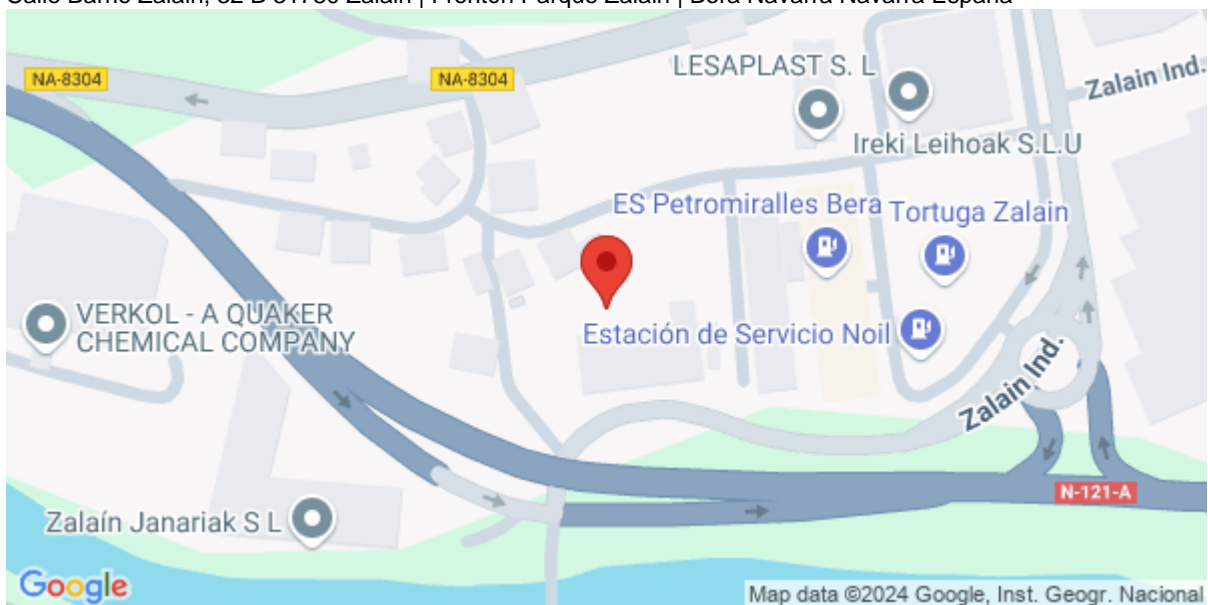 Calle Barrio Zalain, 32-B 31780 Zalain | Frontón Parque Zalain | Bera Navarra Navarra España
NA-8304
NA-8304
LESAPLAST S. L
Zalain Ind.
Ireki Leihoak S.L.U
ES Petromiralles Bera
Tortuga Zalain
VERKOL - A QUAKER
CHEMICAL COMPANY
Estación de Servicio Noil
Zalain Ind.
N-121-A
Zalaín Janariak S L
Google
Map data ©2024 Google, Inst. Geogr. Nacional